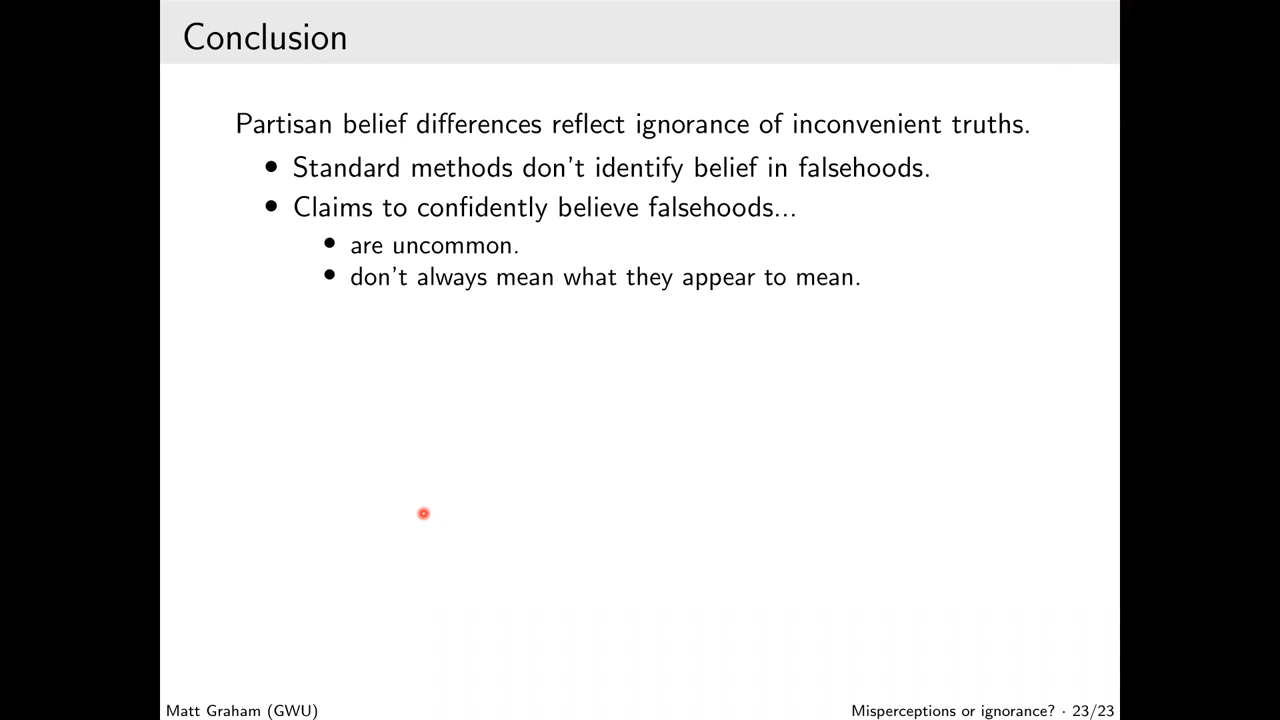 Conclusion
Partisan belief differences reflect ignorance of inconvenient truths.
• Standard methods don't identify belief in falsehoods.
• Claims to confidently believe falsehoods...
• are uncommon.
• don't always mean what they appear to mean.
Matt Graham (GWU)
Misperceptions or ignorance? · 23/23